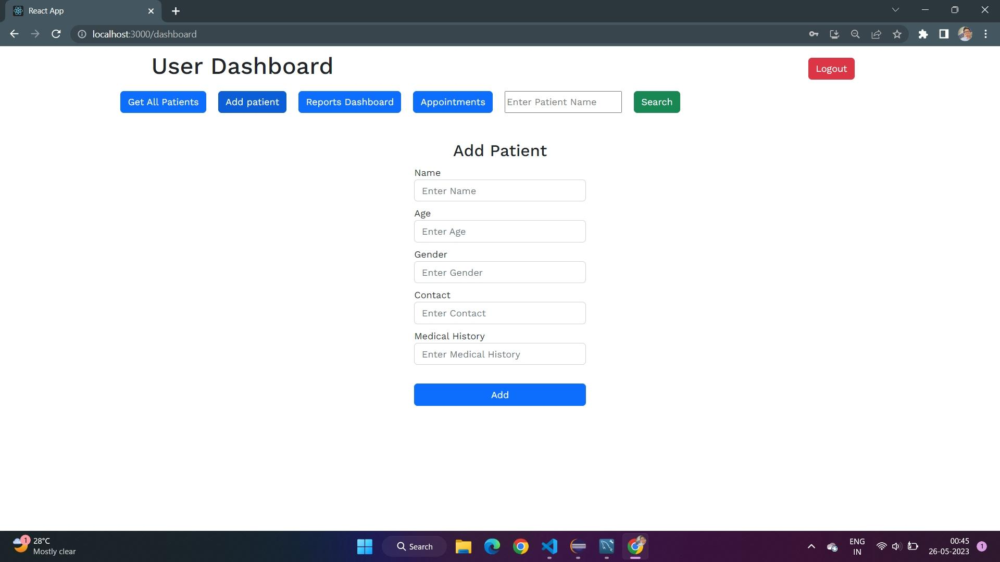 React App
localhost:3000/dashboard
User Dashboard
Logout
Get All Patients
Add patient
Reports Dashboard
Appointments
Enter Patient Name
Search
Add Patient
Name
Enter Name
Age
Enter Age
Gender
Enter Gender
Contact
Enter Contact
Medical History
Enter Medical History
Add
1
28°C
Mostly clear
Search
ENG
IN
00:45
26-05-2023
1